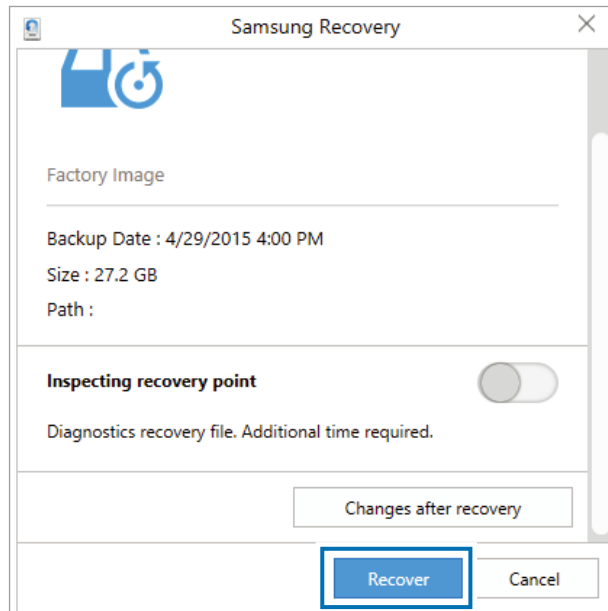 Samsung Recovery
Factory Image
Backup Date : 4/29/2015 4:00 PM
Size : 27.2 GB
Path :
Inspecting recovery point
Diagnostics recovery file. Additional time required.
Changes after recovery
Recover Cancel